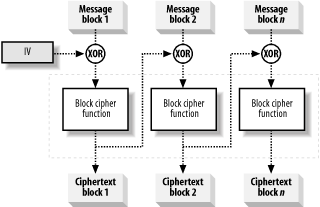 Message
block 1
Message
block 2
Message
block n
IV
XOR
XOR
XOR
Block cipher
function
Block cipher
function
Block cipher
function
Ciphertext
block 1
Ciphertext
block 2
Ciphertext
block n